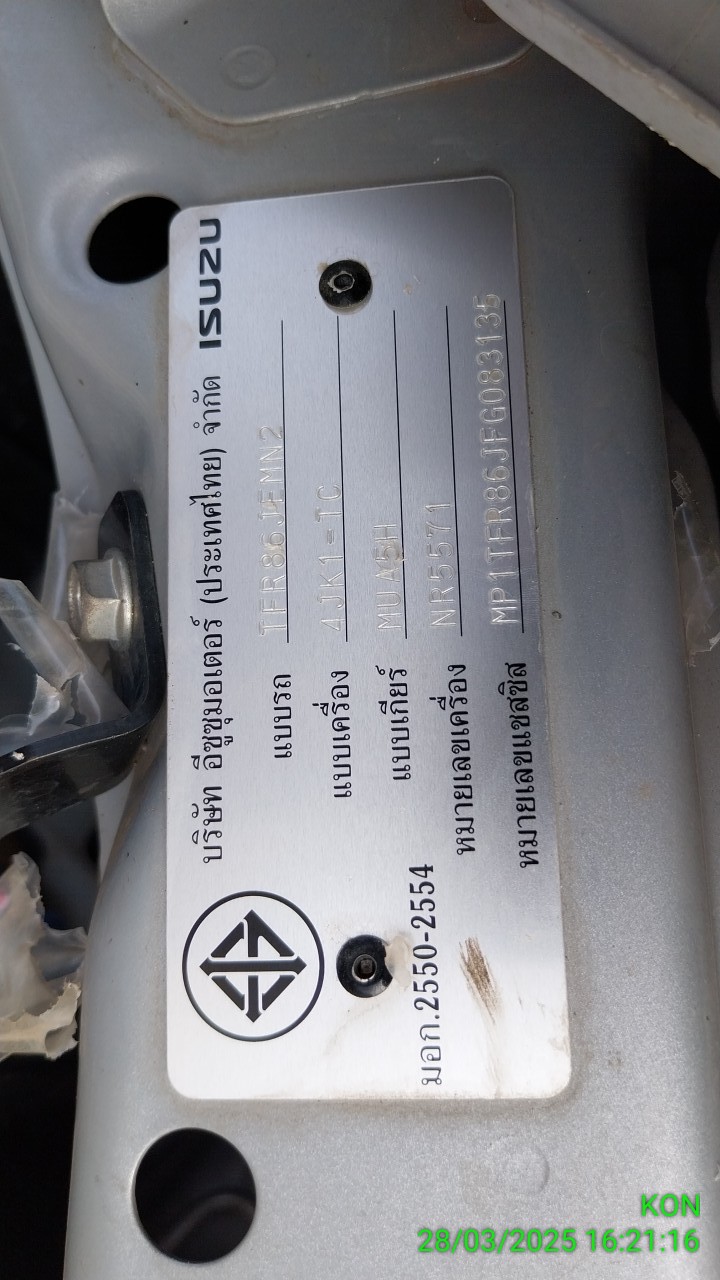 บริษัท อีซูซุมอเตอร์ (ประเทศไทย) จำกัด ISUZU
แบบรถ TFR86JEMN2
แบบเครื่อง 4JK1-TC
แบบเกียร์ MUA5H
หมายเลขเครื่อง NR5571
หมายเลขแชสซิส MP1TFR86JFG083135
มอก.2550-2554
KON
28/03/2025 16:21:16